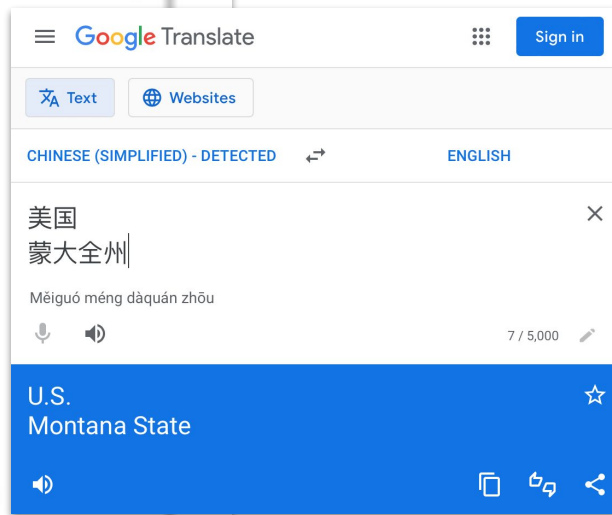 Google Translate
Sign in
Text
Websites
CHINESE (SIMPLIFIED) - DETECTED
ENGLISH
美国
蒙大全州
Měiguó méng dàquán zhōu
7 / 5,000
U.S.
Montana State